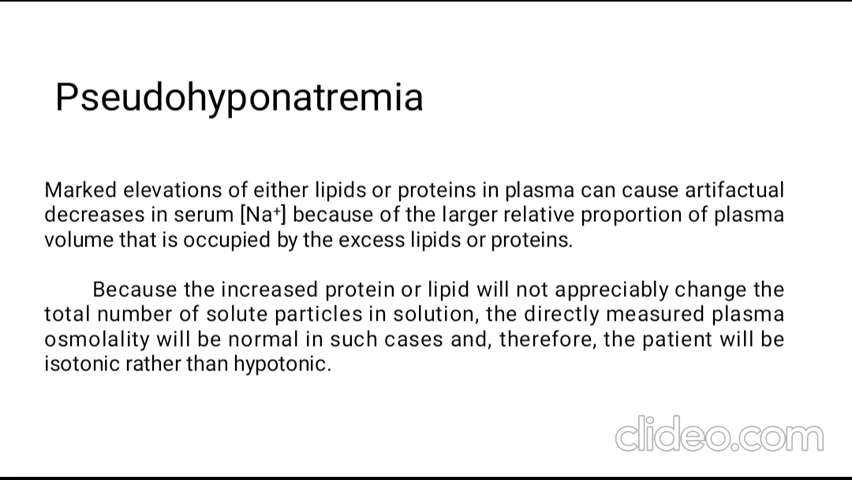 Pseudohyponatremia
Marked elevations of either lipids or proteins in plasma can cause artifactual
decreases in serum [Na⁺] because of the larger relative proportion of plasma
volume that is occupied by the excess lipids or proteins.
Because the increased protein or lipid will not appreciably change the
total number of solute particles in solution, the directly measured plasma
osmolality will be normal in such cases and, therefore, the patient will be
isotonic rather than hypotonic.
clideo.com